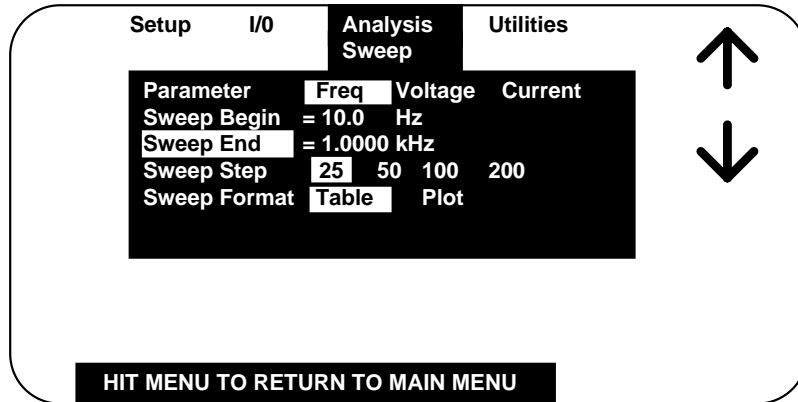 Setup I/0 Analysis Utilities
Sweep
Parameter Freq Voltage Current
Sweep Begin = 10.0 Hz
Sweep End = 1.0000 kHz
Sweep Step 25 50 100 200
Sweep Format Table Plot
HIT MENU TO RETURN TO MAIN MENU